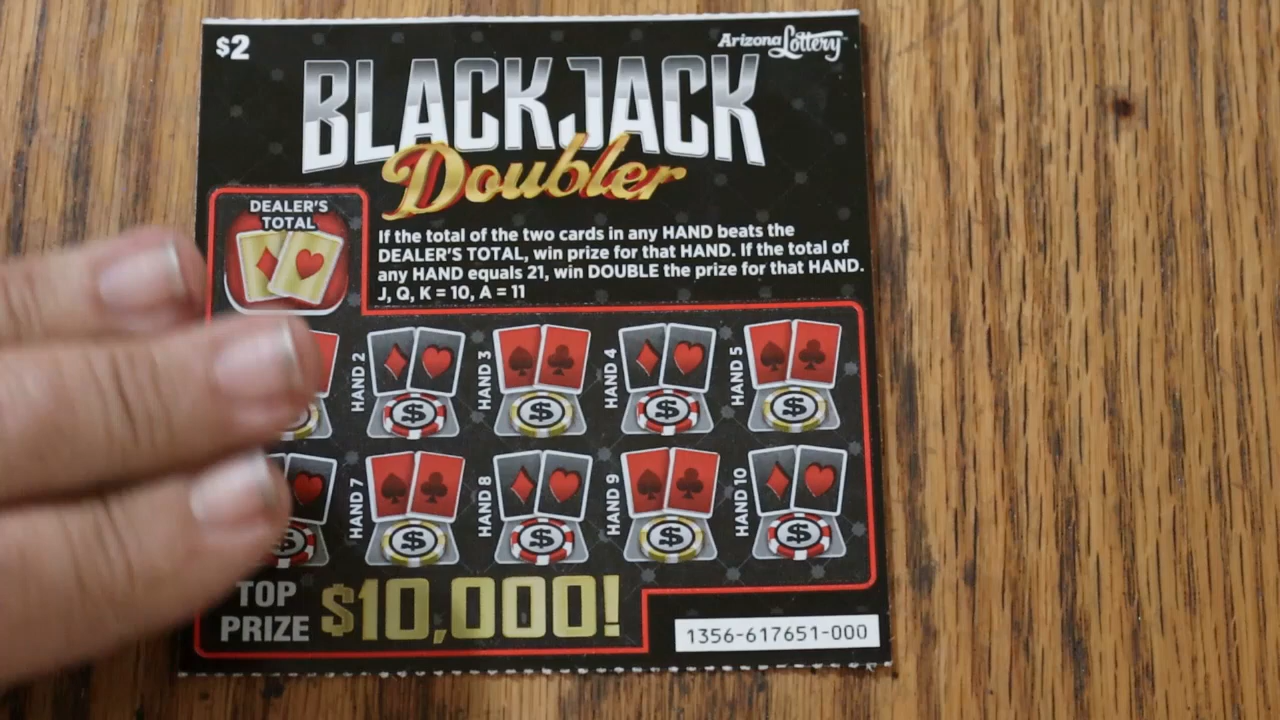 $2
Arizona Lottery
BLACKJACK
Doubler
DEALER'S
TOTAL
If the total of the two cards in any HAND beats the
DEALER'S TOTAL, win prize for that HAND. If the total of
any HAND equals 21, win DOUBLE the prize for that HAND.
J, Q, K = 10, A = 11
HAND 2
HAND 3
HAND 4
HAND 5
$ $ $ $
HAND 7
HAND 8
HAND 9
HAND 10
$ $ $ $ $
TOP
PRIZE
$10,000!
1356-617651-000